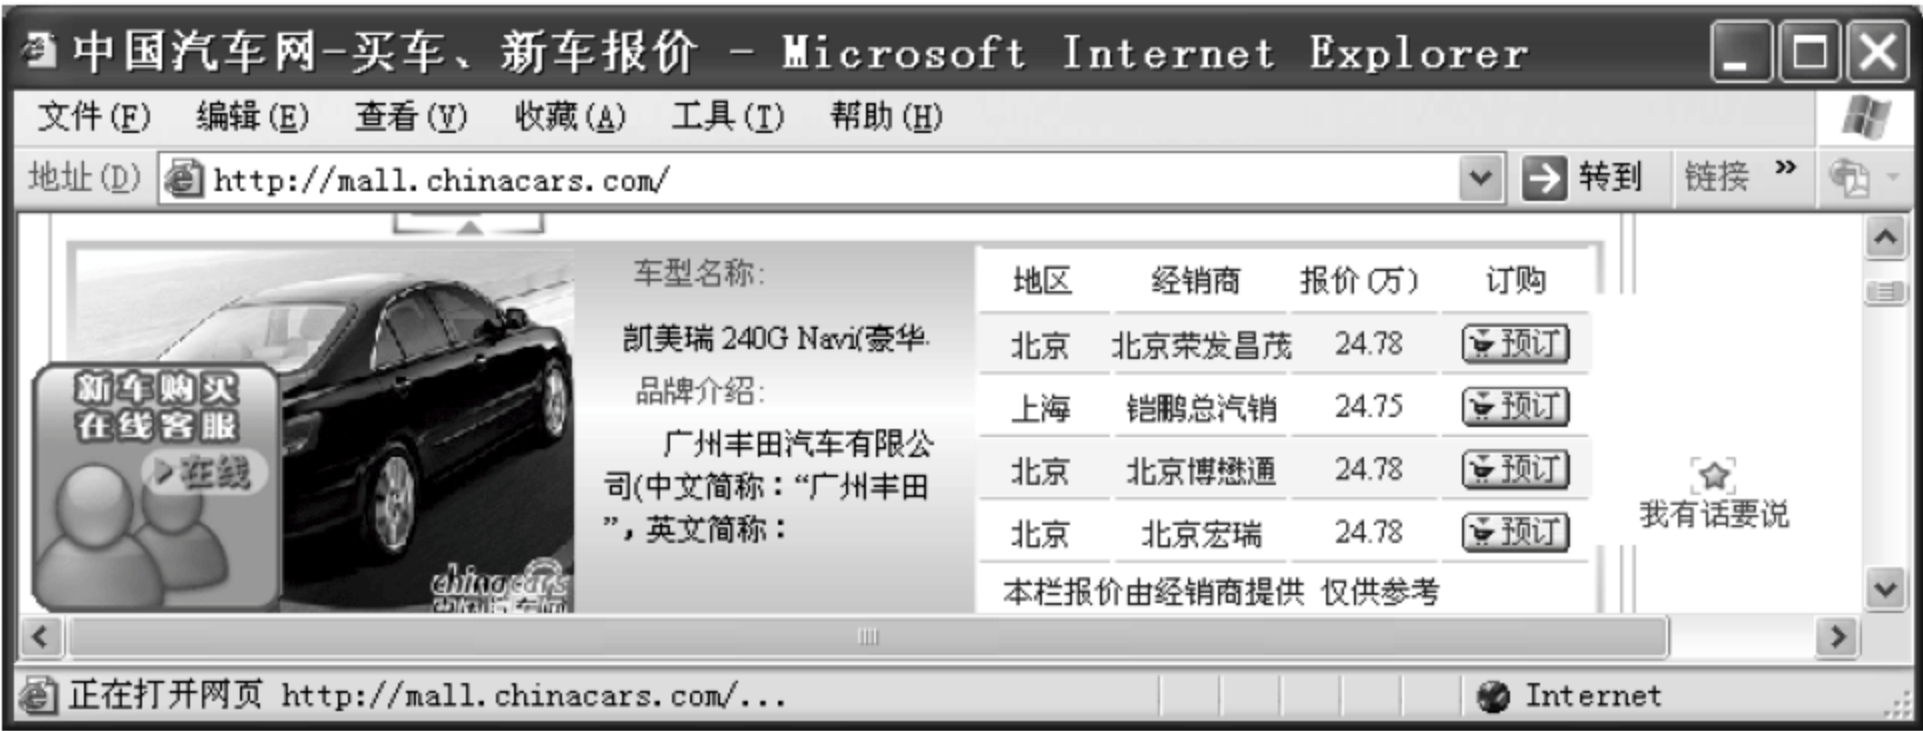 中国汽车网-买车、新车报价 - Microsoft Internet Explorer
文件(F) 编辑(E) 查看(V) 收藏(A) 工具(T) 帮助(H)
地址(D) http://mall.chinacars.com/ 转到 链接 »
新车购买
在线客服
在线
chinacars
车型名称:
凯美瑞 240G Navi(豪华
品牌介绍:
广州丰田汽车有限公
司(中文简称：“广州丰田
”，英文简称：
地区 经销商 报价(万) 订购
北京 北京荣发昌茂 24.78 预订
上海 铠鹏总汽销 24.75 预订
北京 北京博懋通 24.78 预订
北京 北京宏瑞 24.78 预订
本栏报价由经销商提供 仅供参考
我有话要说
正在打开网页 http://mall.chinacars.com/... Internet